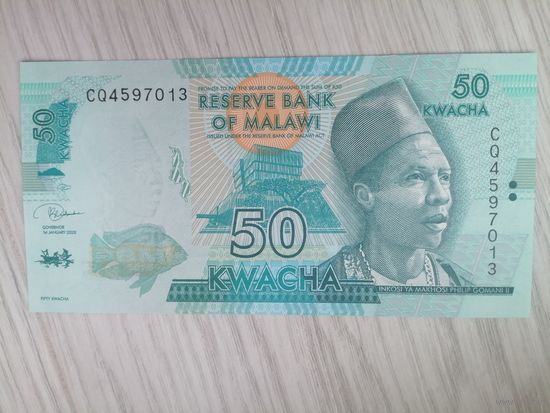 PROMISE TO PAY THE BEARER ON DEMAND THE SUM OF K50
RESERVE BANK
OF MALAWI
ISSUED UNDER THE RESERVE BANK OF MALAWI ACT
CQ4597013
50
KWACHA
50
KWACHA
CQ4597013
50
KWACHA
GOVERNOR
1st JANUARY 2020
FIFTY KWACHA
INKOSI YA MAKHOSI PHILIP GOMANI II